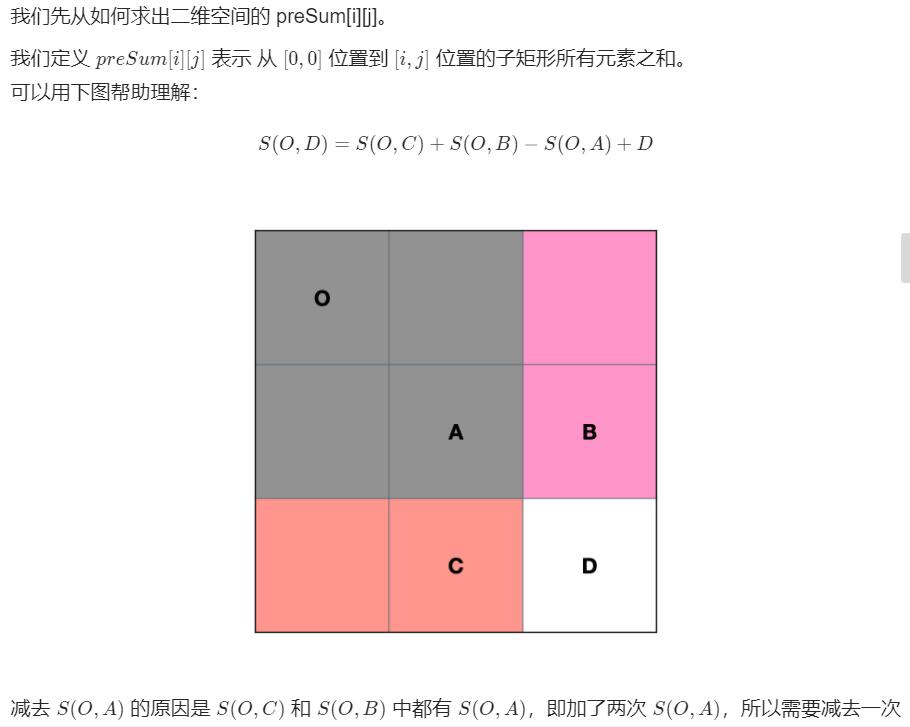 我们先从如何求出二维空间的 preSum[i][j]。
我们定义 preSum[i][j] 表示 从 [0,0] 位置到 [i,j] 位置的子矩形所有元素之和。
可以用下图帮助理解：
S(O,D) = S(O,C) + S(O,B) − S(O,A) + D
O
A B
C D
减去 S(O,A) 的原因是 S(O,C) 和 S(O,B) 中都有 S(O,A)，即加了两次 S(O,A)，所以需要减去一次